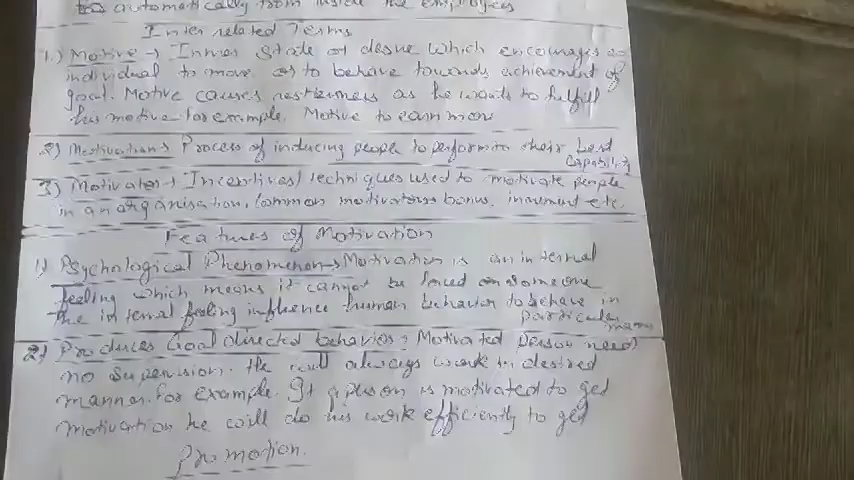 automatically from inside the employees
Inter related Terms
1.) Motive → Inner state of desire which encourages an
individual to move or to behave towards achievement of
goal. Motive causes restlessness as he wants to fulfill
his motive for example. Motive to earn more
2) Motivation → Process of inducing people to perform to their best
capability
3) Motivator → Incentives/techniques used to motivate people
in an organisation. Common motivators → bonus, increment etc.
Features of Motivation
1) Psychological Phenomenon → Motivation is an internal
feeling which means it cannot be forced on someone
The internal feeling influence human behavior to behave in
particular manner
2) Produces Goal directed behavior → Motivated person need
no supervision. He will always work in desired
manner. for example. If a person is motivated to get
motivation he will do his work efficiently to get
Promotion.